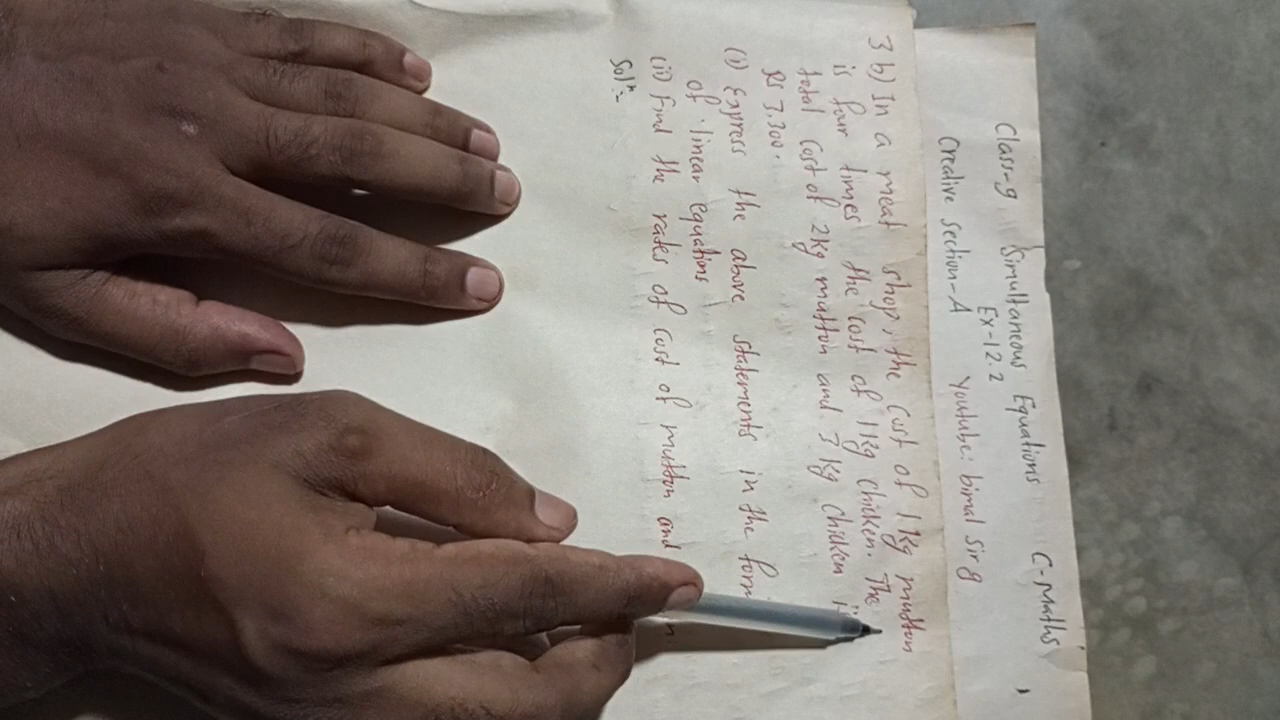 Class-9 Simultaneous Equations C-Maths
Ex-12.2
Creative section-A Youtube: bimal Sir 8
3 b) In a meat shop, the cost of 1 kg mutton
is four times the cost of 1 kg chicken. The
total cost of 2kg mutton and 3 kg chicken
Rs 3,300.
(i) Express the above statements in the form
of linear equations
(ii) Find the rates of cost of mutton and
Solⁿ:-